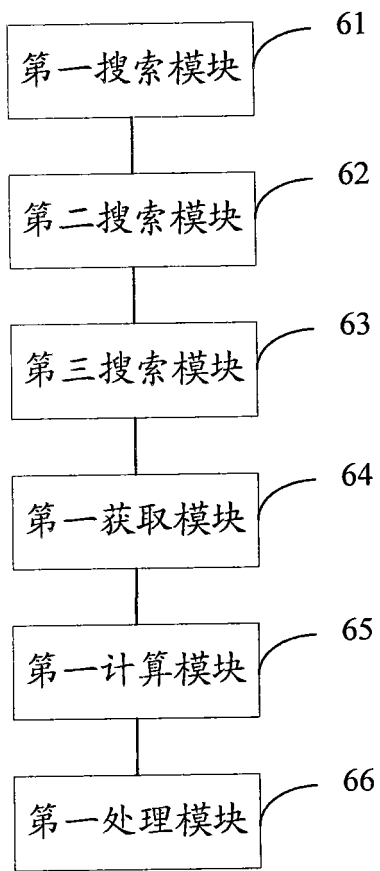 61
第一搜索模块
62
第二搜索模块
63
第三搜索模块
64
第一获取模块
65
第一计算模块
66
第一处理模块